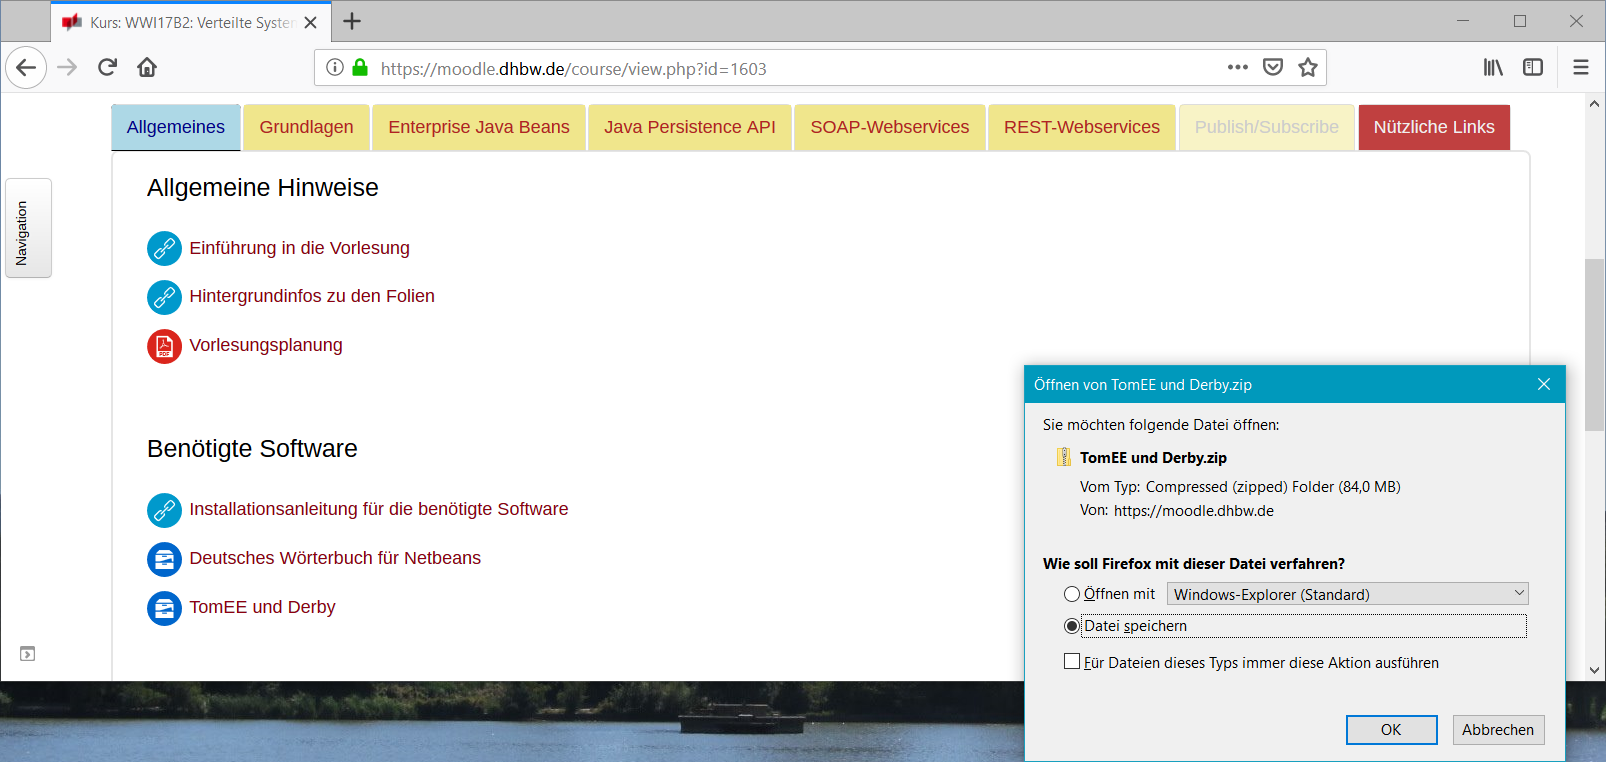 Kurs: WWI17B2: Verteilte System
https://moodle.dhbw.de/course/view.php?id=1603
Allgemeines Grundlagen Enterprise Java Beans Java Persistence API SOAP-Webservices REST-Webservices Publish/Subscribe Nützliche Links
Navigation
Allgemeine Hinweise
Einführung in die Vorlesung
Hintergrundinfos zu den Folien
PDF
Vorlesungsplanung
Benötigte Software
Installationsanleitung für die benötigte Software
Deutsches Wörterbuch für Netbeans
TomEE und Derby
Öffnen von TomEE und Derby.zip
Sie möchten folgende Datei öffnen:
TomEE und Derby.zip
Vom Typ: Compressed (zipped) Folder (84,0 MB)
Von: https://moodle.dhbw.de
Wie soll Firefox mit dieser Datei verfahren?
Öffnen mit Windows-Explorer (Standard)
Datei speichern
Für Dateien dieses Typs immer diese Aktion ausführen
OK Abbrechen